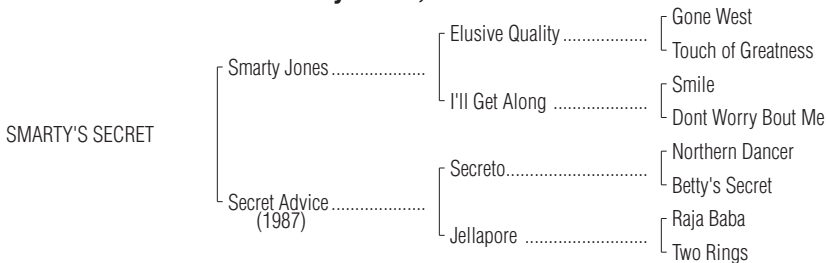 Gone West
Elusive Quality ..................
Touch of Greatness
Smarty Jones ....................
Smile
I'll Get Along ....................
Dont Worry Bout Me
SMARTY'S SECRET
Northern Dancer
Secreto..............................
Betty's Secret
Secret Advice ....................
(1987)
Raja Baba
Jellapore ..........................
Two Rings